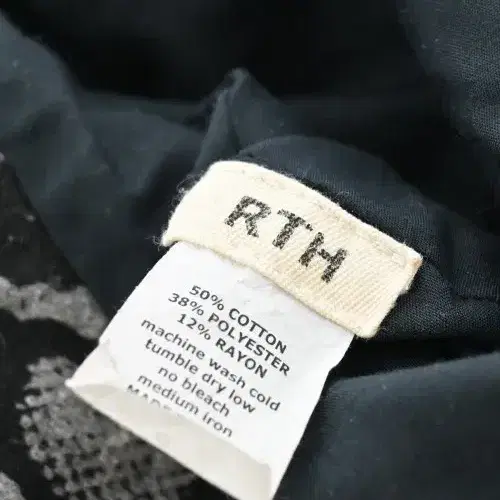 RTH
50% COTTON
38% POLYESTER
12% RAYON
machine wash cold
tumble dry low
no bleach
medium iron